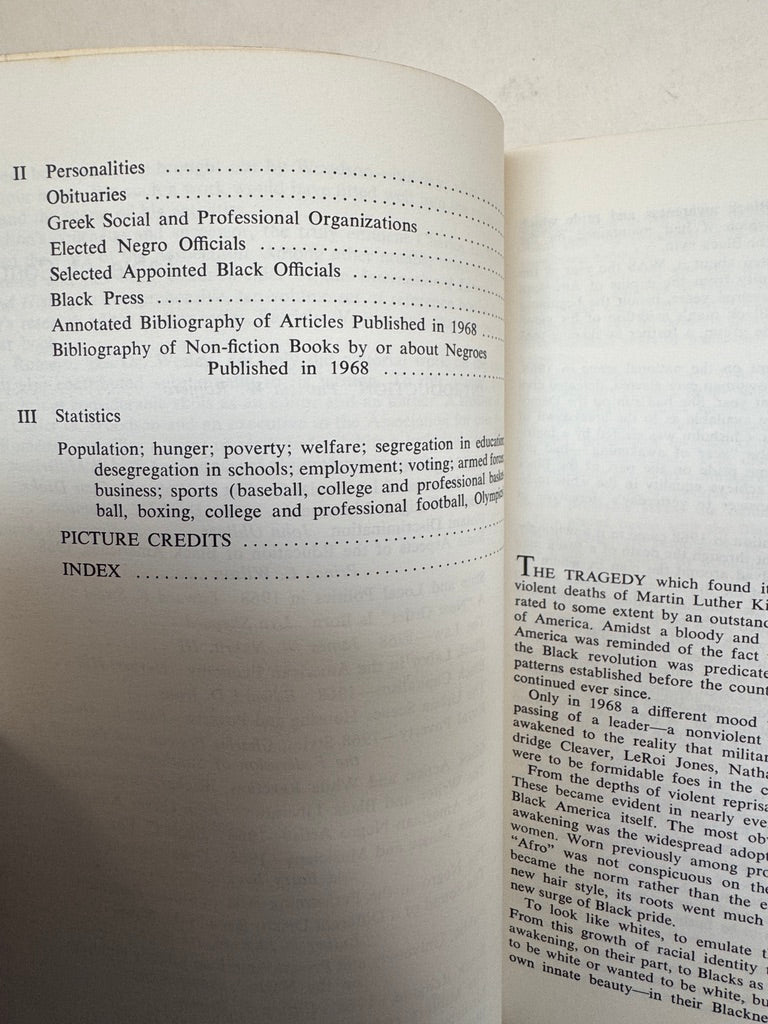 II Personalities ..........
Obituaries ..........
Greek Social and Professional Organizations ..........
Elected Negro Officials ..........
Selected Appointed Black Officials ..........
Black Press ..........
Annotated Bibliography of Articles Published in 1968 .....
Bibliography of Non-fiction Books by or about Negroes
Published in 1968 ..........
III Statistics
Population; hunger; poverty; welfare; segregation in
desegregation in schools; employment; voting; armed
business; sports (baseball, college and professional
ball, boxing, college and professional football,
PICTURE CREDITS ..........
INDEX ..........
THE TRAGEDY which found
violent deaths of Martin Luther
rated to some extent by an
of America. Amidst a bloody and
America was reminded of the fact
the Black revolution was
patterns established before the
continued ever since.
Only in 1968 a different mood
passing of a leader—a nonviolent
awakened to the reality that
dridge Cleaver, LeRoi Jones,
were to be formidable foes in the
From the depths of violent
These became evident in nearly
Black America itself. The most
awakening was the widespread
women. Worn previously among
"Afro" was not conspicuous on
became the norm rather than the
new hair style, its roots went much
new surge of Black pride.
To look like whites, to emulate
From this growth of racial identity
awakening, on their part, to Blacks as
to be white or wanted to be white,
own innate beauty—in their